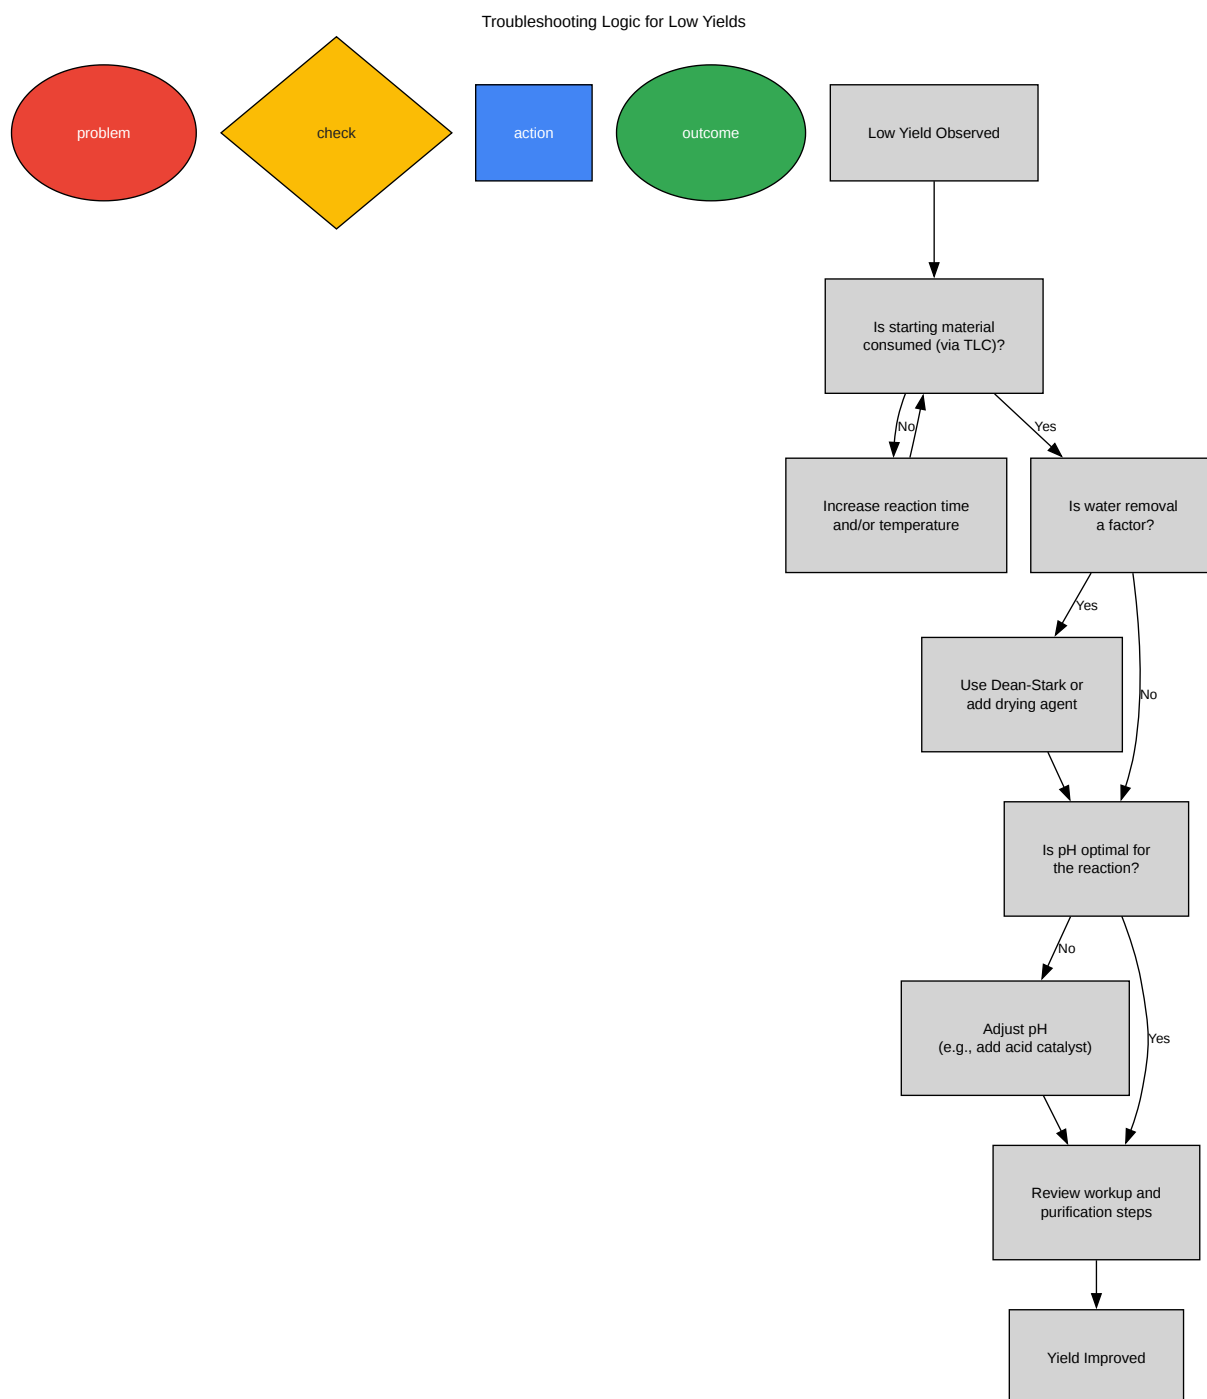 Troubleshooting Logic for Low Yields
problem
check
action
outcome
Low Yield Observed
Is starting material
consumed (via TLC)?
No
Yes
Increase reaction time
and/or temperature
Is water removal
a factor?
Yes
Use Dean-Stark or
add drying agent
No
Is pH optimal for
the reaction?
No
Adjust pH
(e.g., add acid catalyst)
Yes
Review workup and
purification steps
Yield Improved